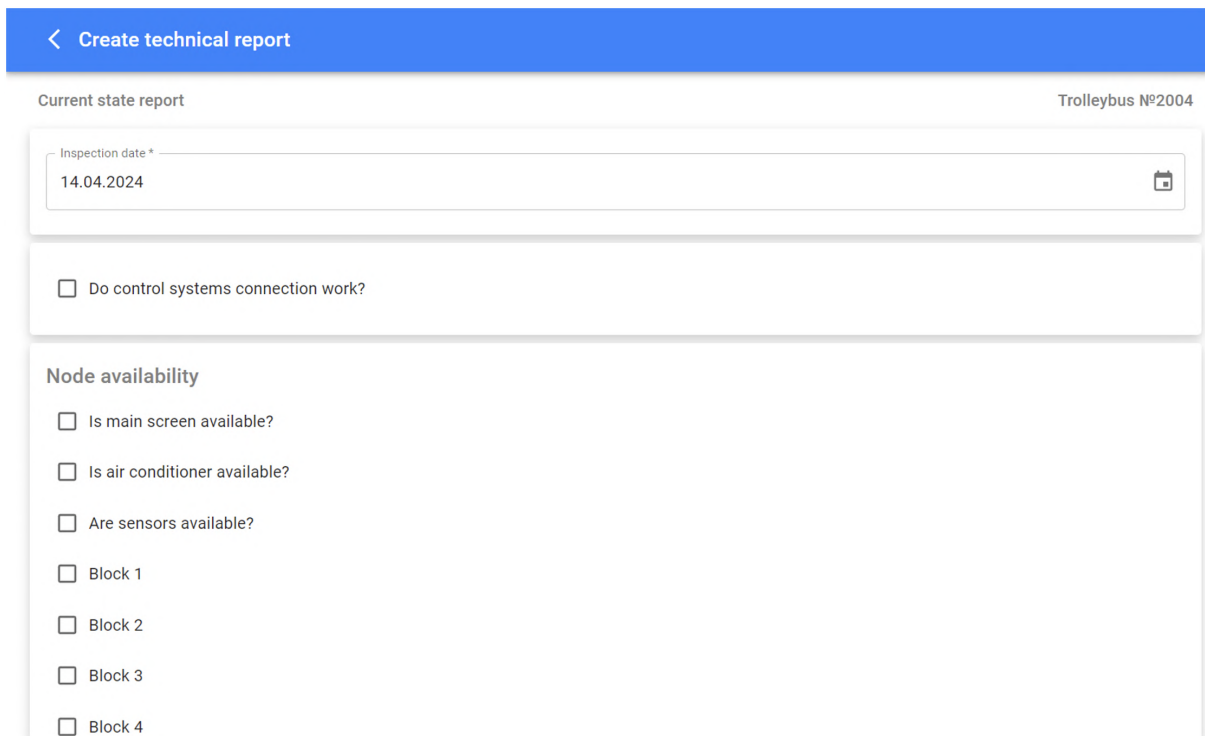 Create technical report
Current state report
Trolleybus №2004
Inspection date *
14.04.2024
Do control systems connection work?
Node availability
Is main screen available?
Is air conditioner available?
Are sensors available?
Block 1
Block 2
Block 3
Block 4